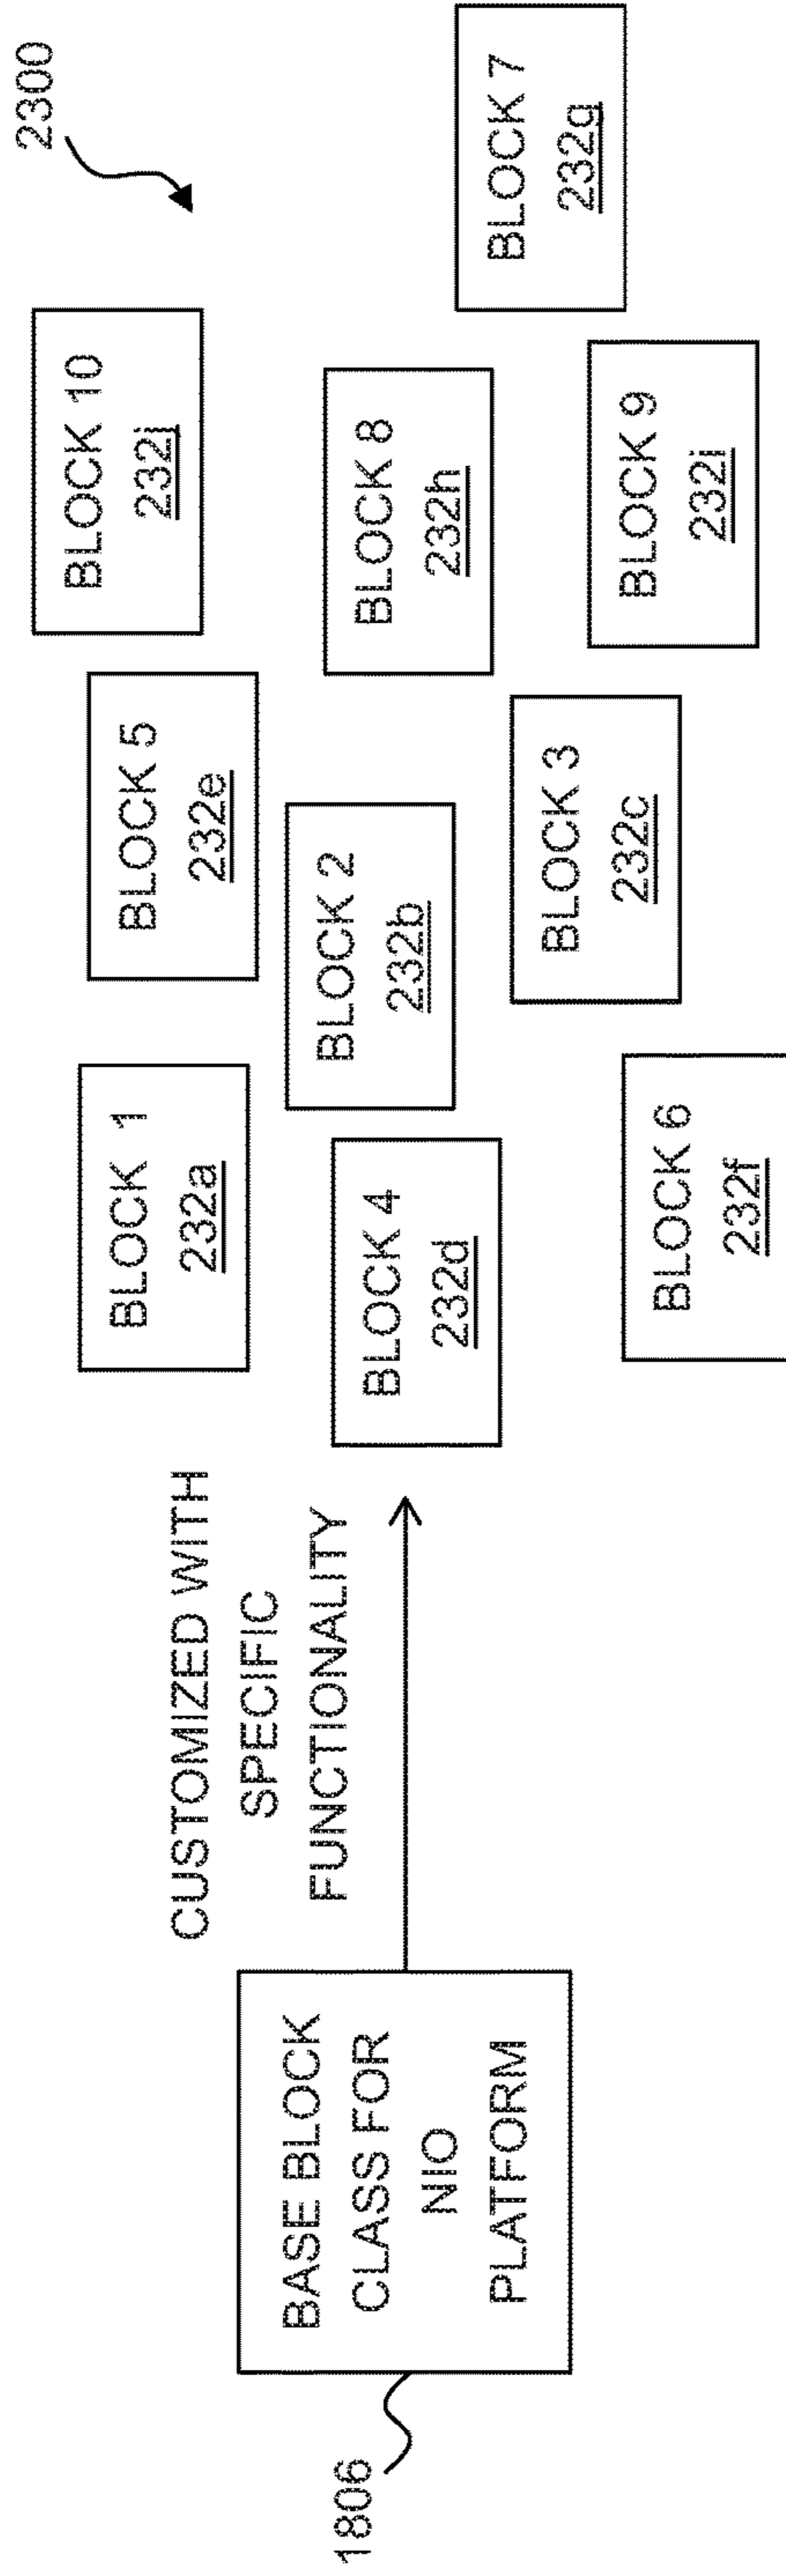 2300
1806
BASE BLOCK
CLASS FOR
NIO
PLATFORM
CUSTOMIZED WITH
SPECIFIC
FUNCTIONALITY
BLOCK 1
232a
BLOCK 5
232e
BLOCK 10
232j
BLOCK 4
232d
BLOCK 2
232b
BLOCK 8
232h
BLOCK 7
232g
BLOCK 6
232f
BLOCK 3
232c
BLOCK 9
232i